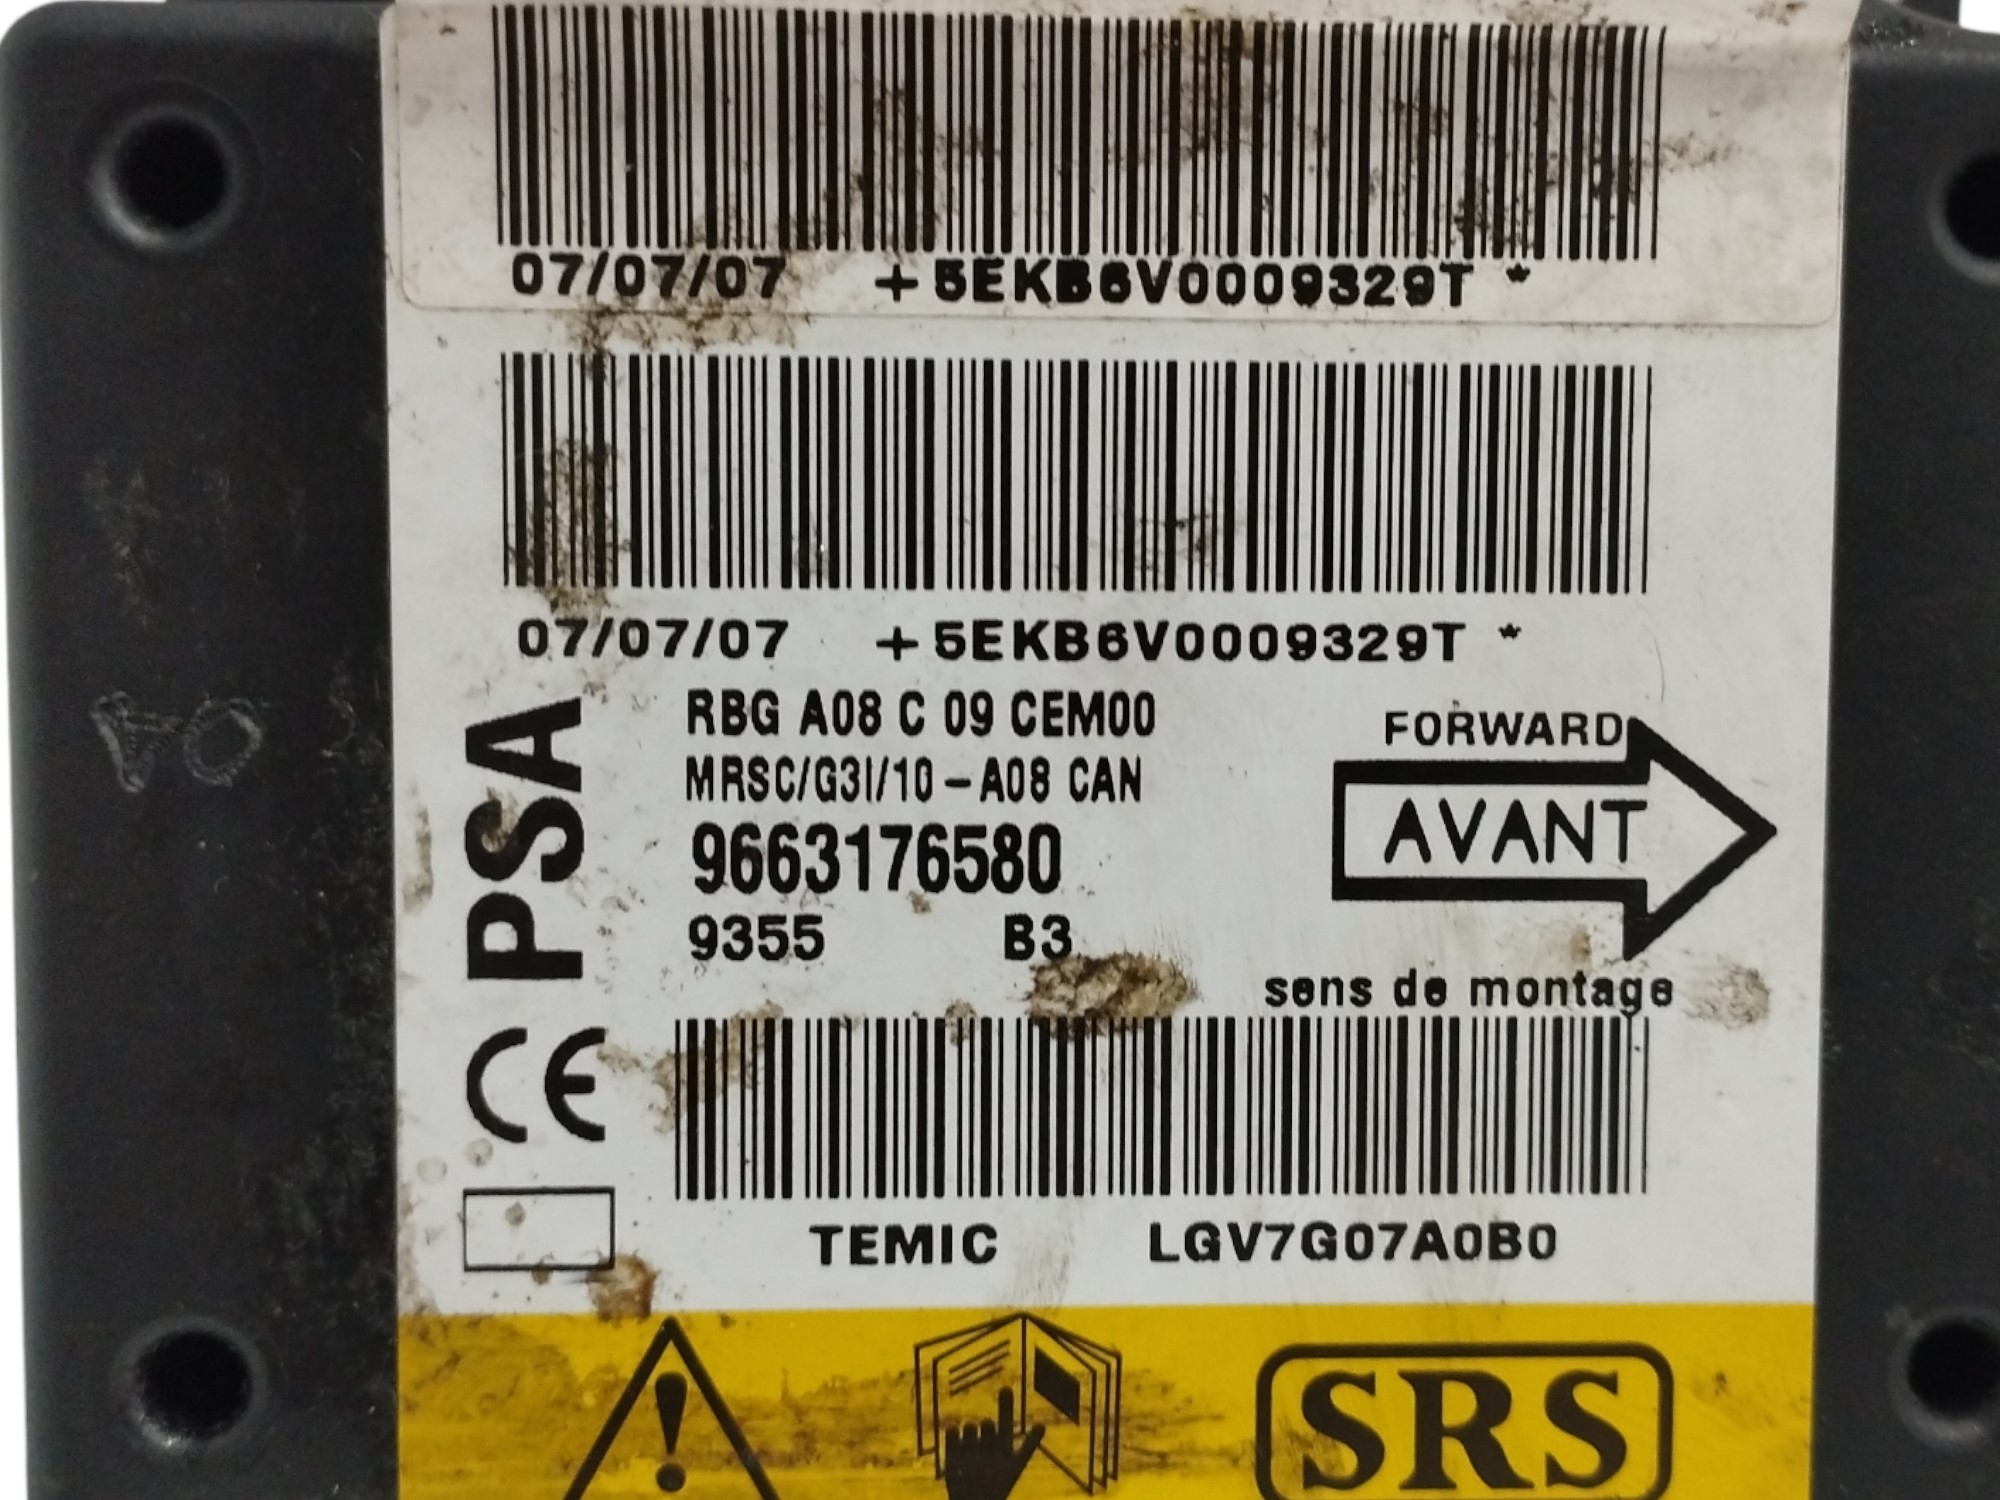 07/07/07 +5EKB6V0009329T *
07/07/07 +5EKB6V0009329T *
PSA
RBG A08 C 09 CEM00
MRSC/G3I/10-A08 CAN
9663176580
9355 B3
FORWARD
AVANT
sens de montage
CE
TEMIC LGV7G07A0B0
SRS